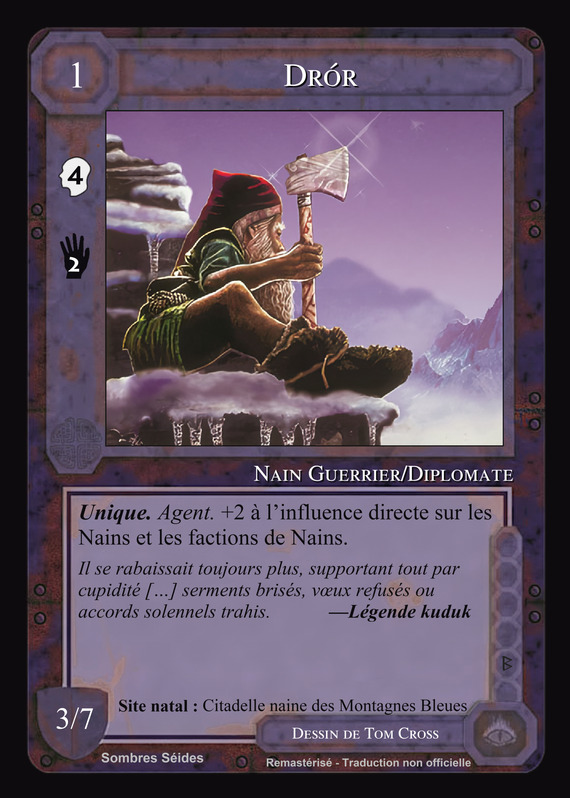 1
Drór
4
2
Nain Guerrier/Diplomate
Unique. Agent. +2 à l'influence directe sur les
Nains et les factions de Nains.
Il se rabaissait toujours plus, supportant tout par
cupidité [...] serments brisés, vœux refusés ou
accords solennels trahis. —Légende kuduk
Site natal : Citadelle naine des Montagnes Bleues
3/7
Dessin de Tom Cross
Sombres Séides
Remastérisé - Traduction non officielle